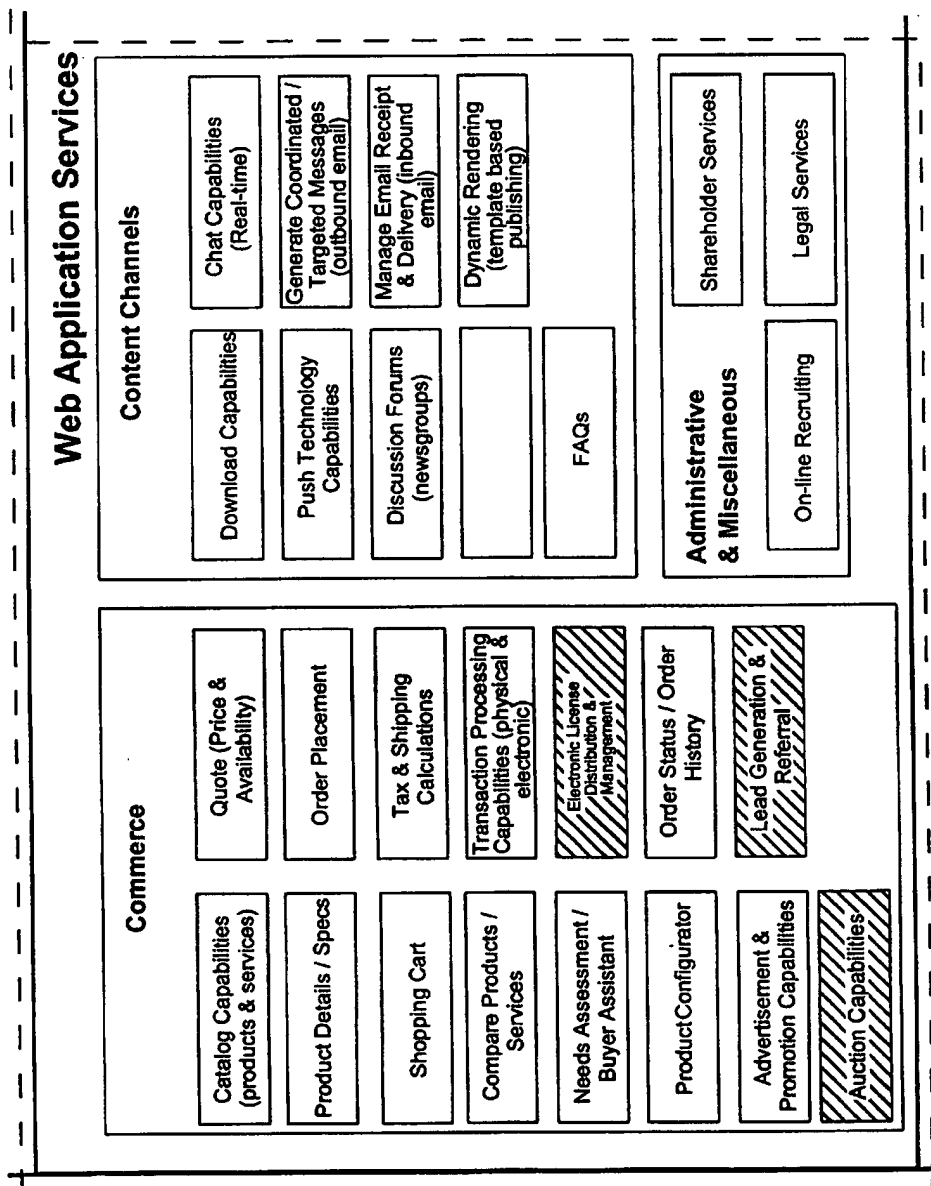 Web Application Services
Commerce
Catalog Capabilities
(products & services)
Quote (Price &
Availability)
Product Details / Specs
Order Placement
Shopping Cart
Tax & Shipping
Calculations
Compare Products /
Services
Transaction Processing
Capabilities (physical &
electronic)
Needs Assessment /
Buyer Assistant
Electronic License
Distribution &
Management
ProductConfigurator
Order Status / Order
History
Advertisement &
Promotion Capabilities
Lead Generation &
Referral
Auction Capabilities
Content Channels
Download Capabilities
Chat Capabilities
(Real-time)
Push Technology
Capabilities
Generate Coordinated /
Targeted Messages
(outbound email)
Discussion Forums
(newsgroups)
Manage Email Receipt
& Delivery (inbound
email)
Dynamic Rendering
(template based
publishing)
FAQs
Administrative
& Miscellaneous
Shareholder Services
On-line Recruiting
Legal Services